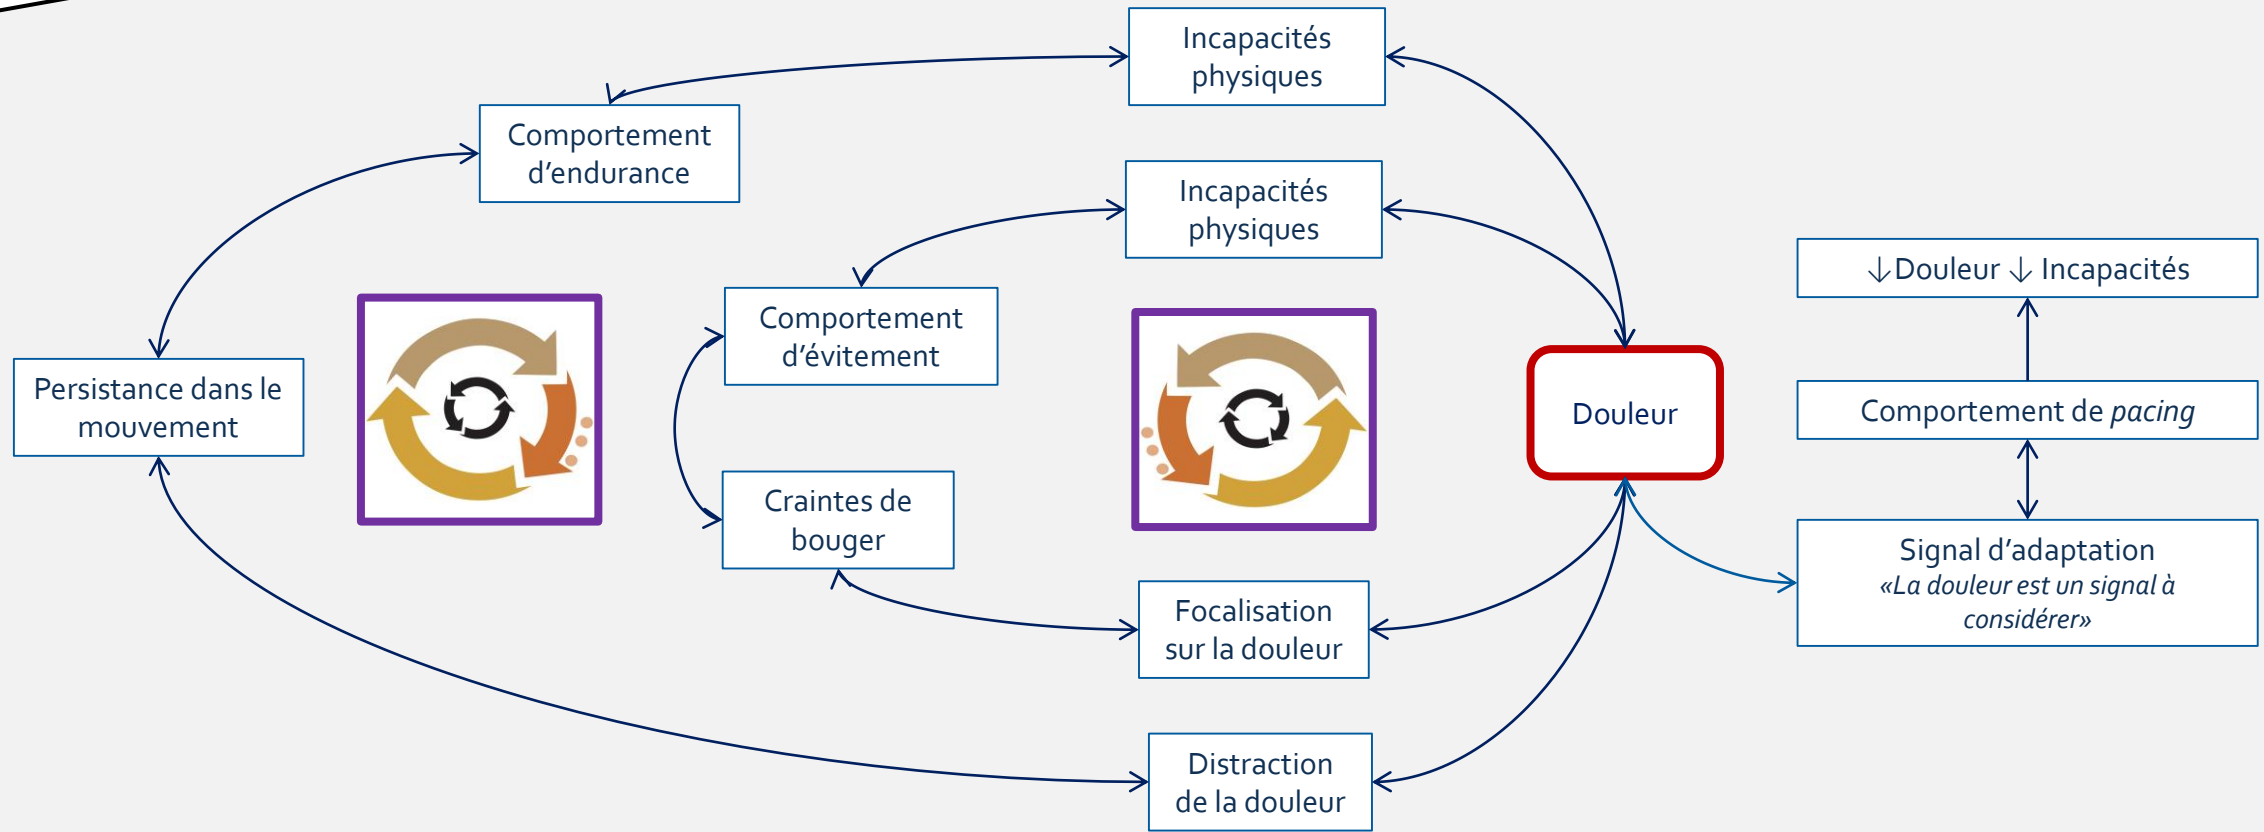 Incapacités
physiques
Comportement
d'endurance
Incapacités
physiques
Comportement
d'évitement
Persistance dans le
mouvement
Craintes de
bouger
Focalisation
sur la douleur
Distraction
de la douleur
Douleur
↓Douleur ↓ Incapacités
Comportement de pacing
Signal d'adaptation
«La douleur est un signal à
considérer»